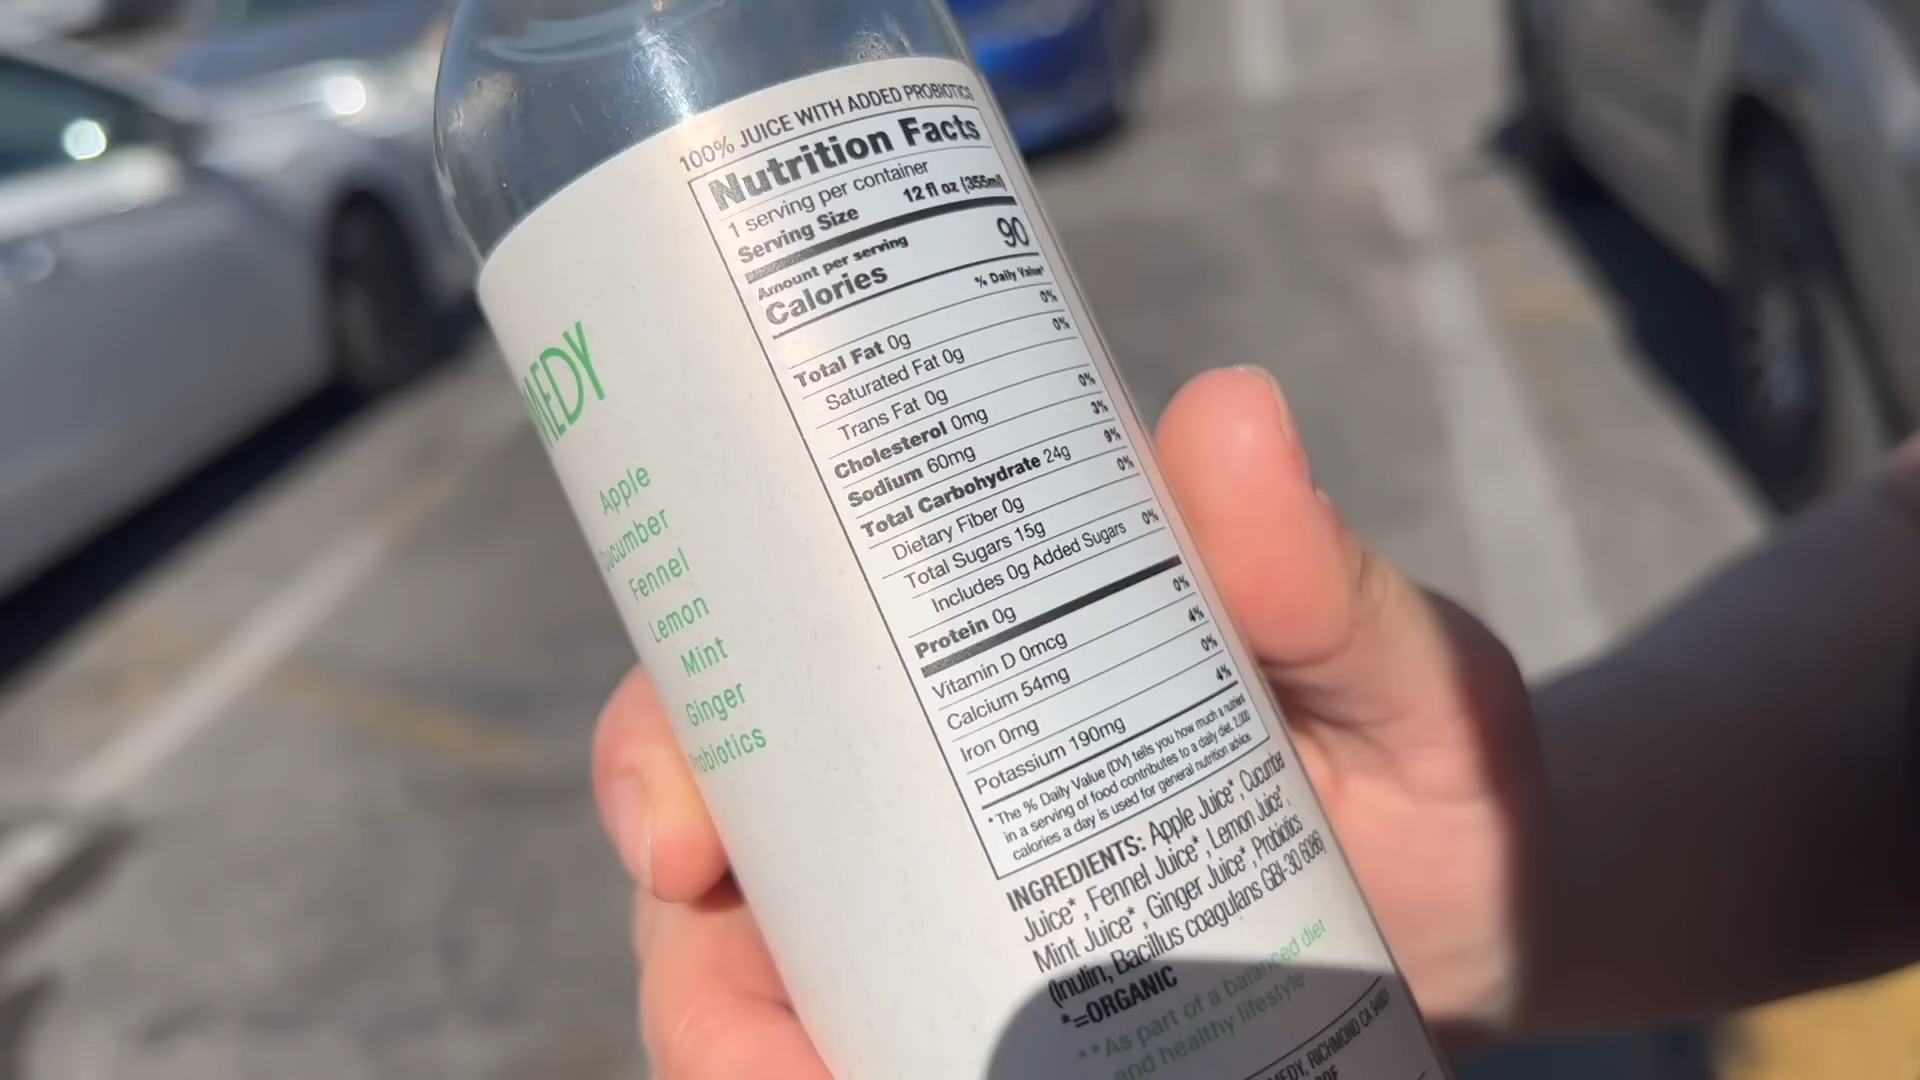 100% JUICE WITH ADDED PROBIOTICS
Nutrition Facts
1 serving per container
Serving Size 12 fl oz (355ml)
Amount per serving
Calories 90
% Daily Value*
Total Fat 0g 0%
Saturated Fat 0g 0%
Trans Fat 0g
Cholesterol 0mg 0%
Sodium 60mg 3%
Total Carbohydrate 24g 9%
Dietary Fiber 0g 0%
Total Sugars 15g
Includes 0g Added Sugars 0%
Protein 0g
Vitamin D 0mcg 0%
Calcium 54mg 4%
Iron 0mg 0%
Potassium 190mg 4%
* The % Daily Value (DV) tells you how much a nutrient
in a serving of food contributes to a daily diet. 2,000
calories a day is used for general nutrition advice.
INGREDIENTS: Apple Juice*, Cucumber
Juice*, Fennel Juice*, Lemon Juice*,
Mint Juice*, Ginger Juice*, Probiotics
(Inulin, Bacillus coagulans GBI-30 6086)
*=ORGANIC
**As part of a balanced diet
and healthy lifestyle
MEDY, RICHMOND CA
MEDY
Apple
Cucumber
Fennel
Lemon
Mint
Ginger
Probiotics